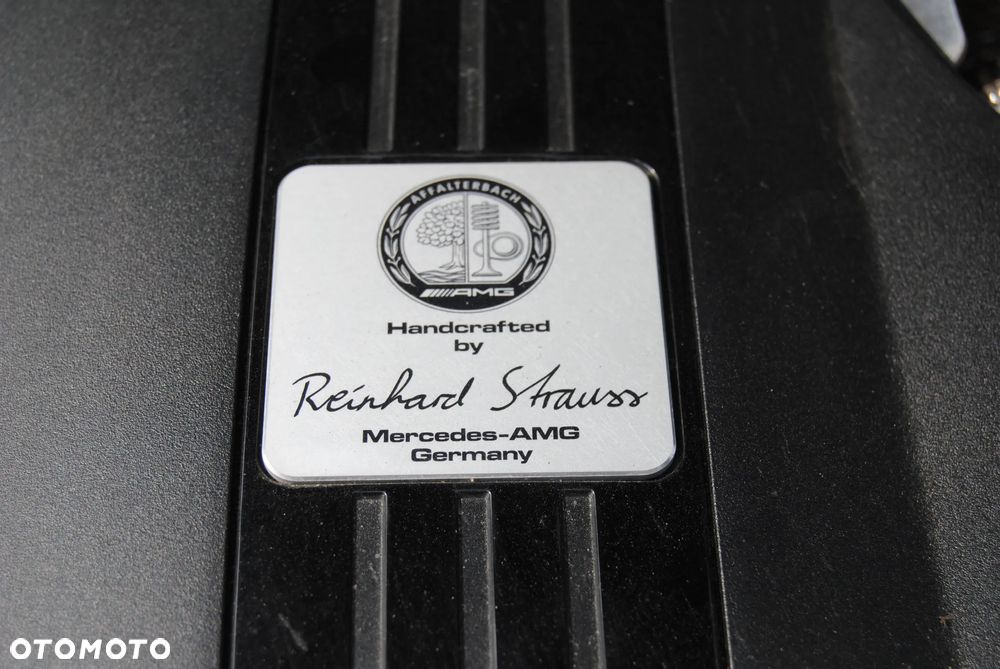 AFFALTERBACH
AMG
Handcrafted
by
Reinhard Strauss
Mercedes-AMG
Germany
OTOMOTO